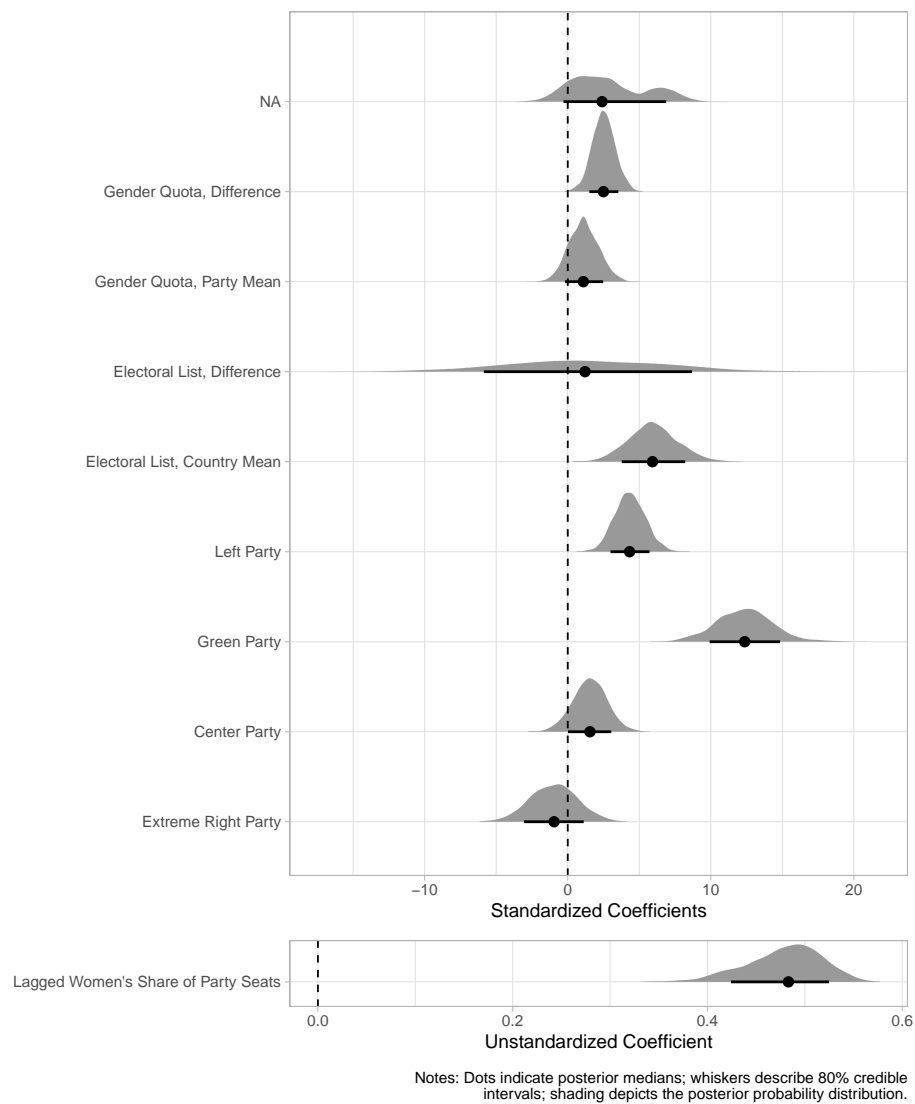 NA
Gender Quota, Difference
Gender Quota, Party Mean
Electoral List, Difference
Electoral List, Country Mean
Left Party
Green Party
Center Party
Extreme Right Party
−10 0 10 20
Standardized Coefficients
Lagged Women's Share of Party Seats
0.0 0.2 0.4 0.6
Unstandardized Coefficient
Notes: Dots indicate posterior medians; whiskers describe 80% credible
intervals; shading depicts the posterior probability distribution.